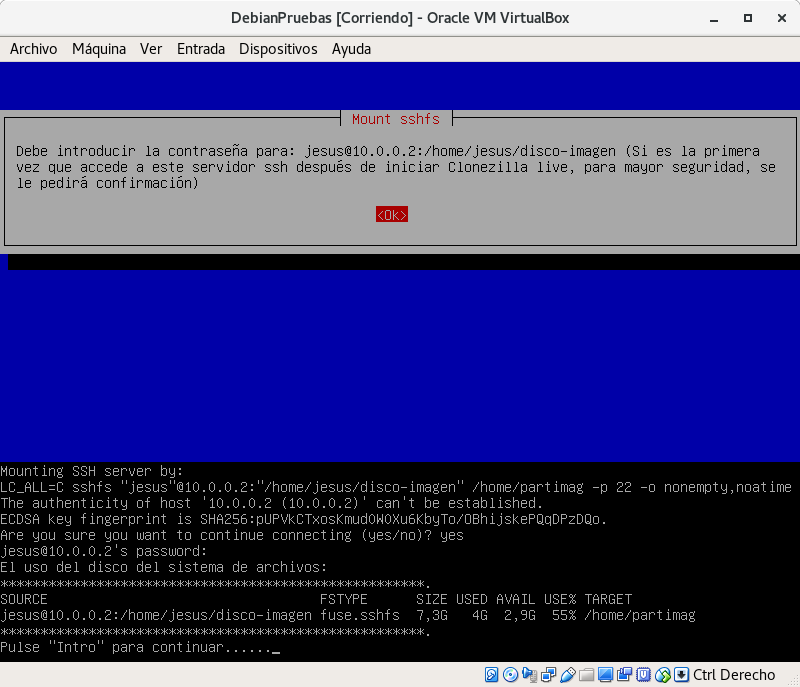 DebianPruebas [Corriendo] - Oracle VM VirtualBox
Archivo Máquina Ver Entrada Dispositivos Ayuda
Mount sshfs
Debe introducir la contraseña para: jesus@10.0.0.2:/home/jesus/disco-imagen (Si es la primera
vez que accede a este servidor ssh después de iniciar Clonezilla live, para mayor seguridad, se
le pedirá confirmación)
<Ok>
Mounting SSH server by:
LC_ALL=C sshfs "jesus"@10.0.0.2:"/home/jesus/disco-imagen" /home/partimag -p 22 -o nonempty,noatime
The authenticity of host '10.0.0.2 (10.0.0.2)' can't be established.
ECDSA key fingerprint is SHA256:pUPVkCTxosKmud0W0Xu6KbyTo/OBhijskePQqDPzDQo.
Are you sure you want to continue connecting (yes/no)? yes
jesus@10.0.0.2's password:
El uso del disco del sistema de archivos:
*****************************************************.
SOURCE FSTYPE SIZE USED AVAIL USE% TARGET
jesus@10.0.0.2:/home/jesus/disco-imagen fuse.sshfs 7,3G 4G 2,9G 55% /home/partimag
*****************************************************.
Pulse "Intro" para continuar......_
Ctrl Derecho